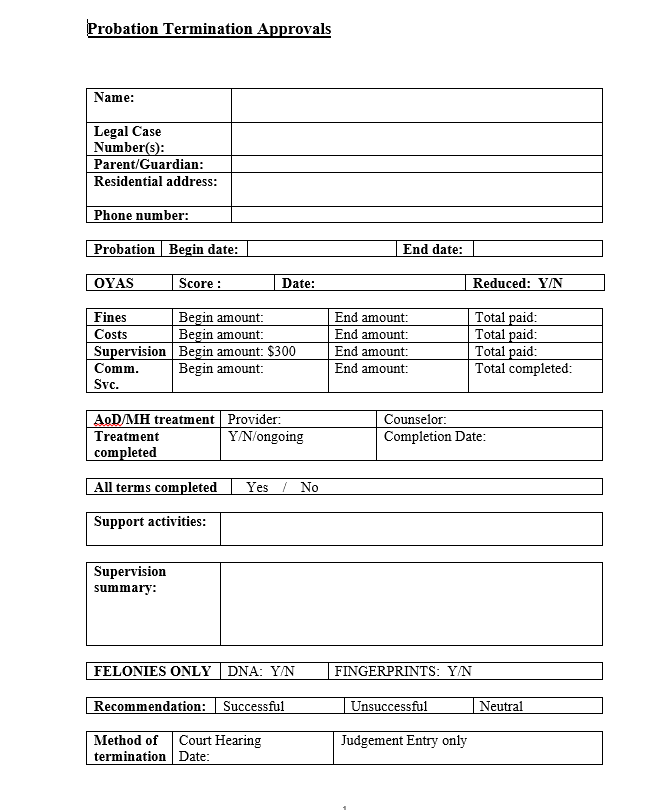 Probation Termination Approvals
Name:
Legal Case
Number(s):
Parent/Guardian:
Residential address:
Phone number:
Probation Begin date: End date:
OYAS Score : Date: Reduced: Y/N
Fines Begin amount: End amount: Total paid:
Costs Begin amount: End amount: Total paid:
Supervision Begin amount: $300 End amount: Total paid:
Comm. Begin amount: End amount: Total completed:
Svc.
AoD/MH treatment Provider: Counselor:
Treatment Y/N/ongoing Completion Date:
completed
All terms completed Yes / No
Support activities:
Supervision
summary:
FELONIES ONLY DNA: Y/N FINGERPRINTS: Y/N
Recommendation: Successful Unsuccessful Neutral
Method of Court Hearing Judgement Entry only
termination Date: